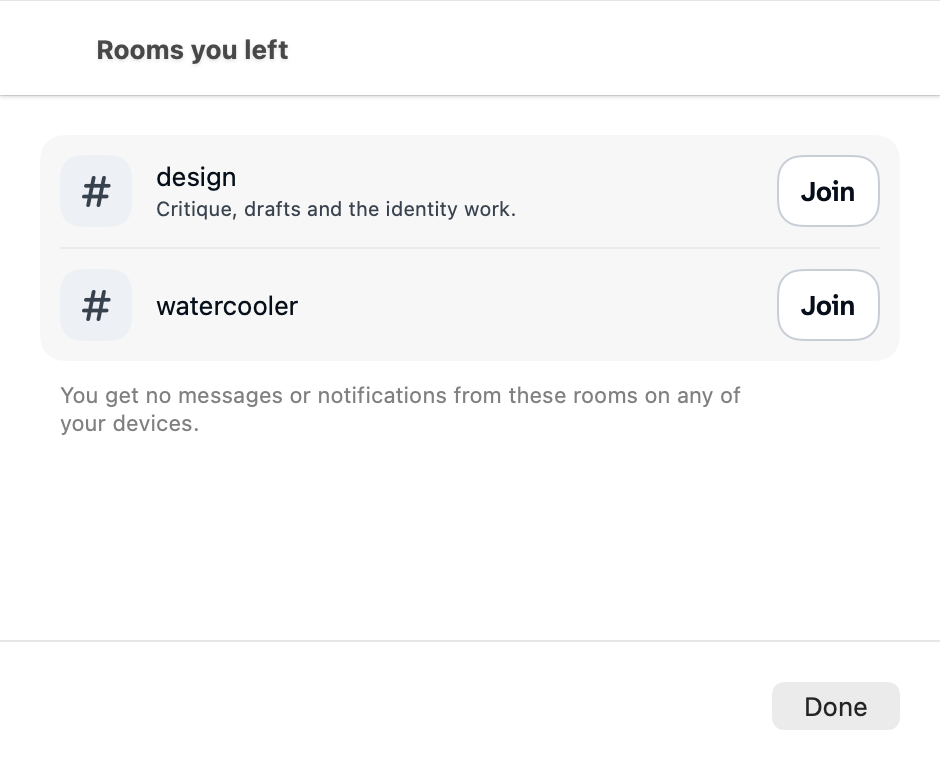 Rooms you left
# design Join
Critique, drafts and the identity work.
# watercooler Join
You get no messages or notifications from these rooms on any of
your devices.
Done